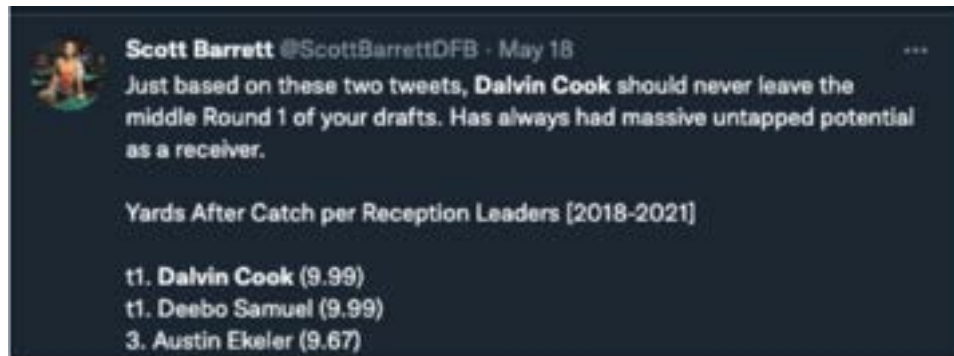 Scott Barrett @ScottBarrettDFB · May 18
Just based on these two tweets, Dalvin Cook should never leave the
middle Round 1 of your drafts. Has always had massive untapped potential
as a receiver.
Yards After Catch per Reception Leaders [2018-2021]
t1. Dalvin Cook (9.99)
t1. Deebo Samuel (9.99)
3. Austin Ekeler (9.67)